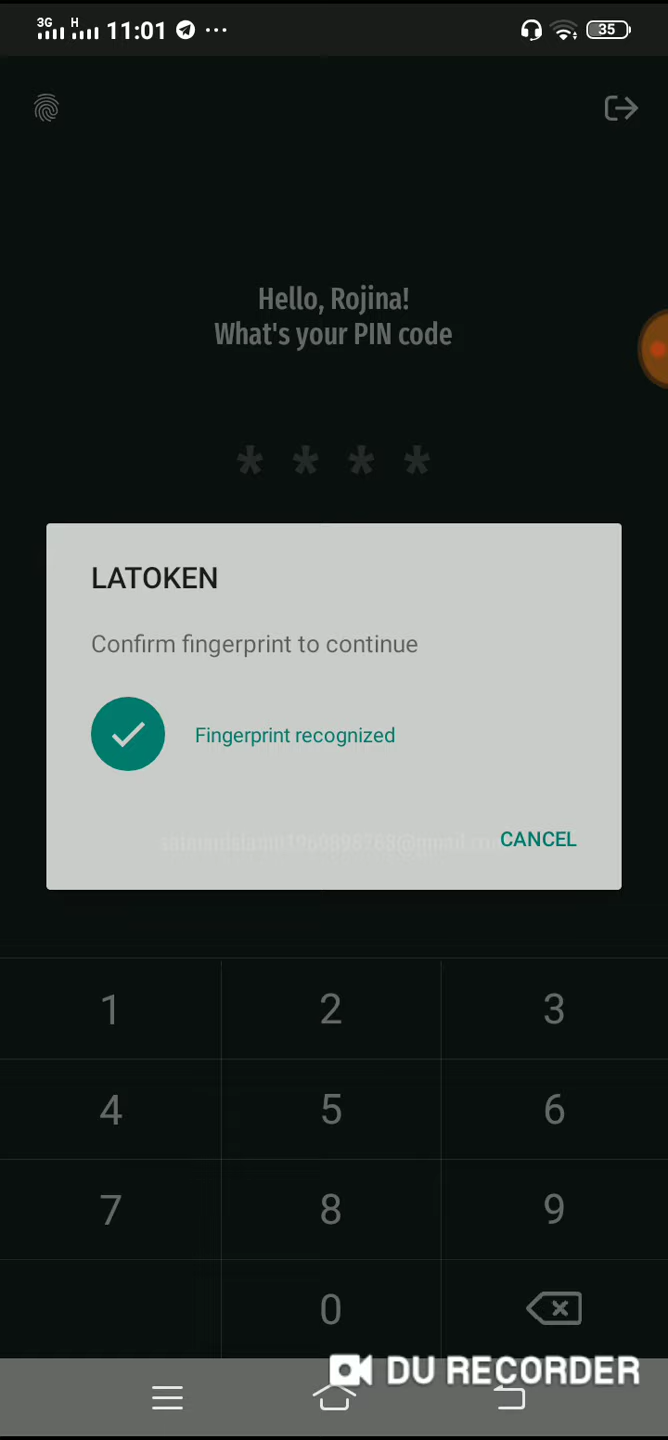 3G H 11:01 35
Hello, Rojina!
What's your PIN code
* * * *
LATOKEN
Confirm fingerprint to continue
Fingerprint recognized
CANCEL
1 2 3
4 5 6
7 8 9
0
DU RECORDER